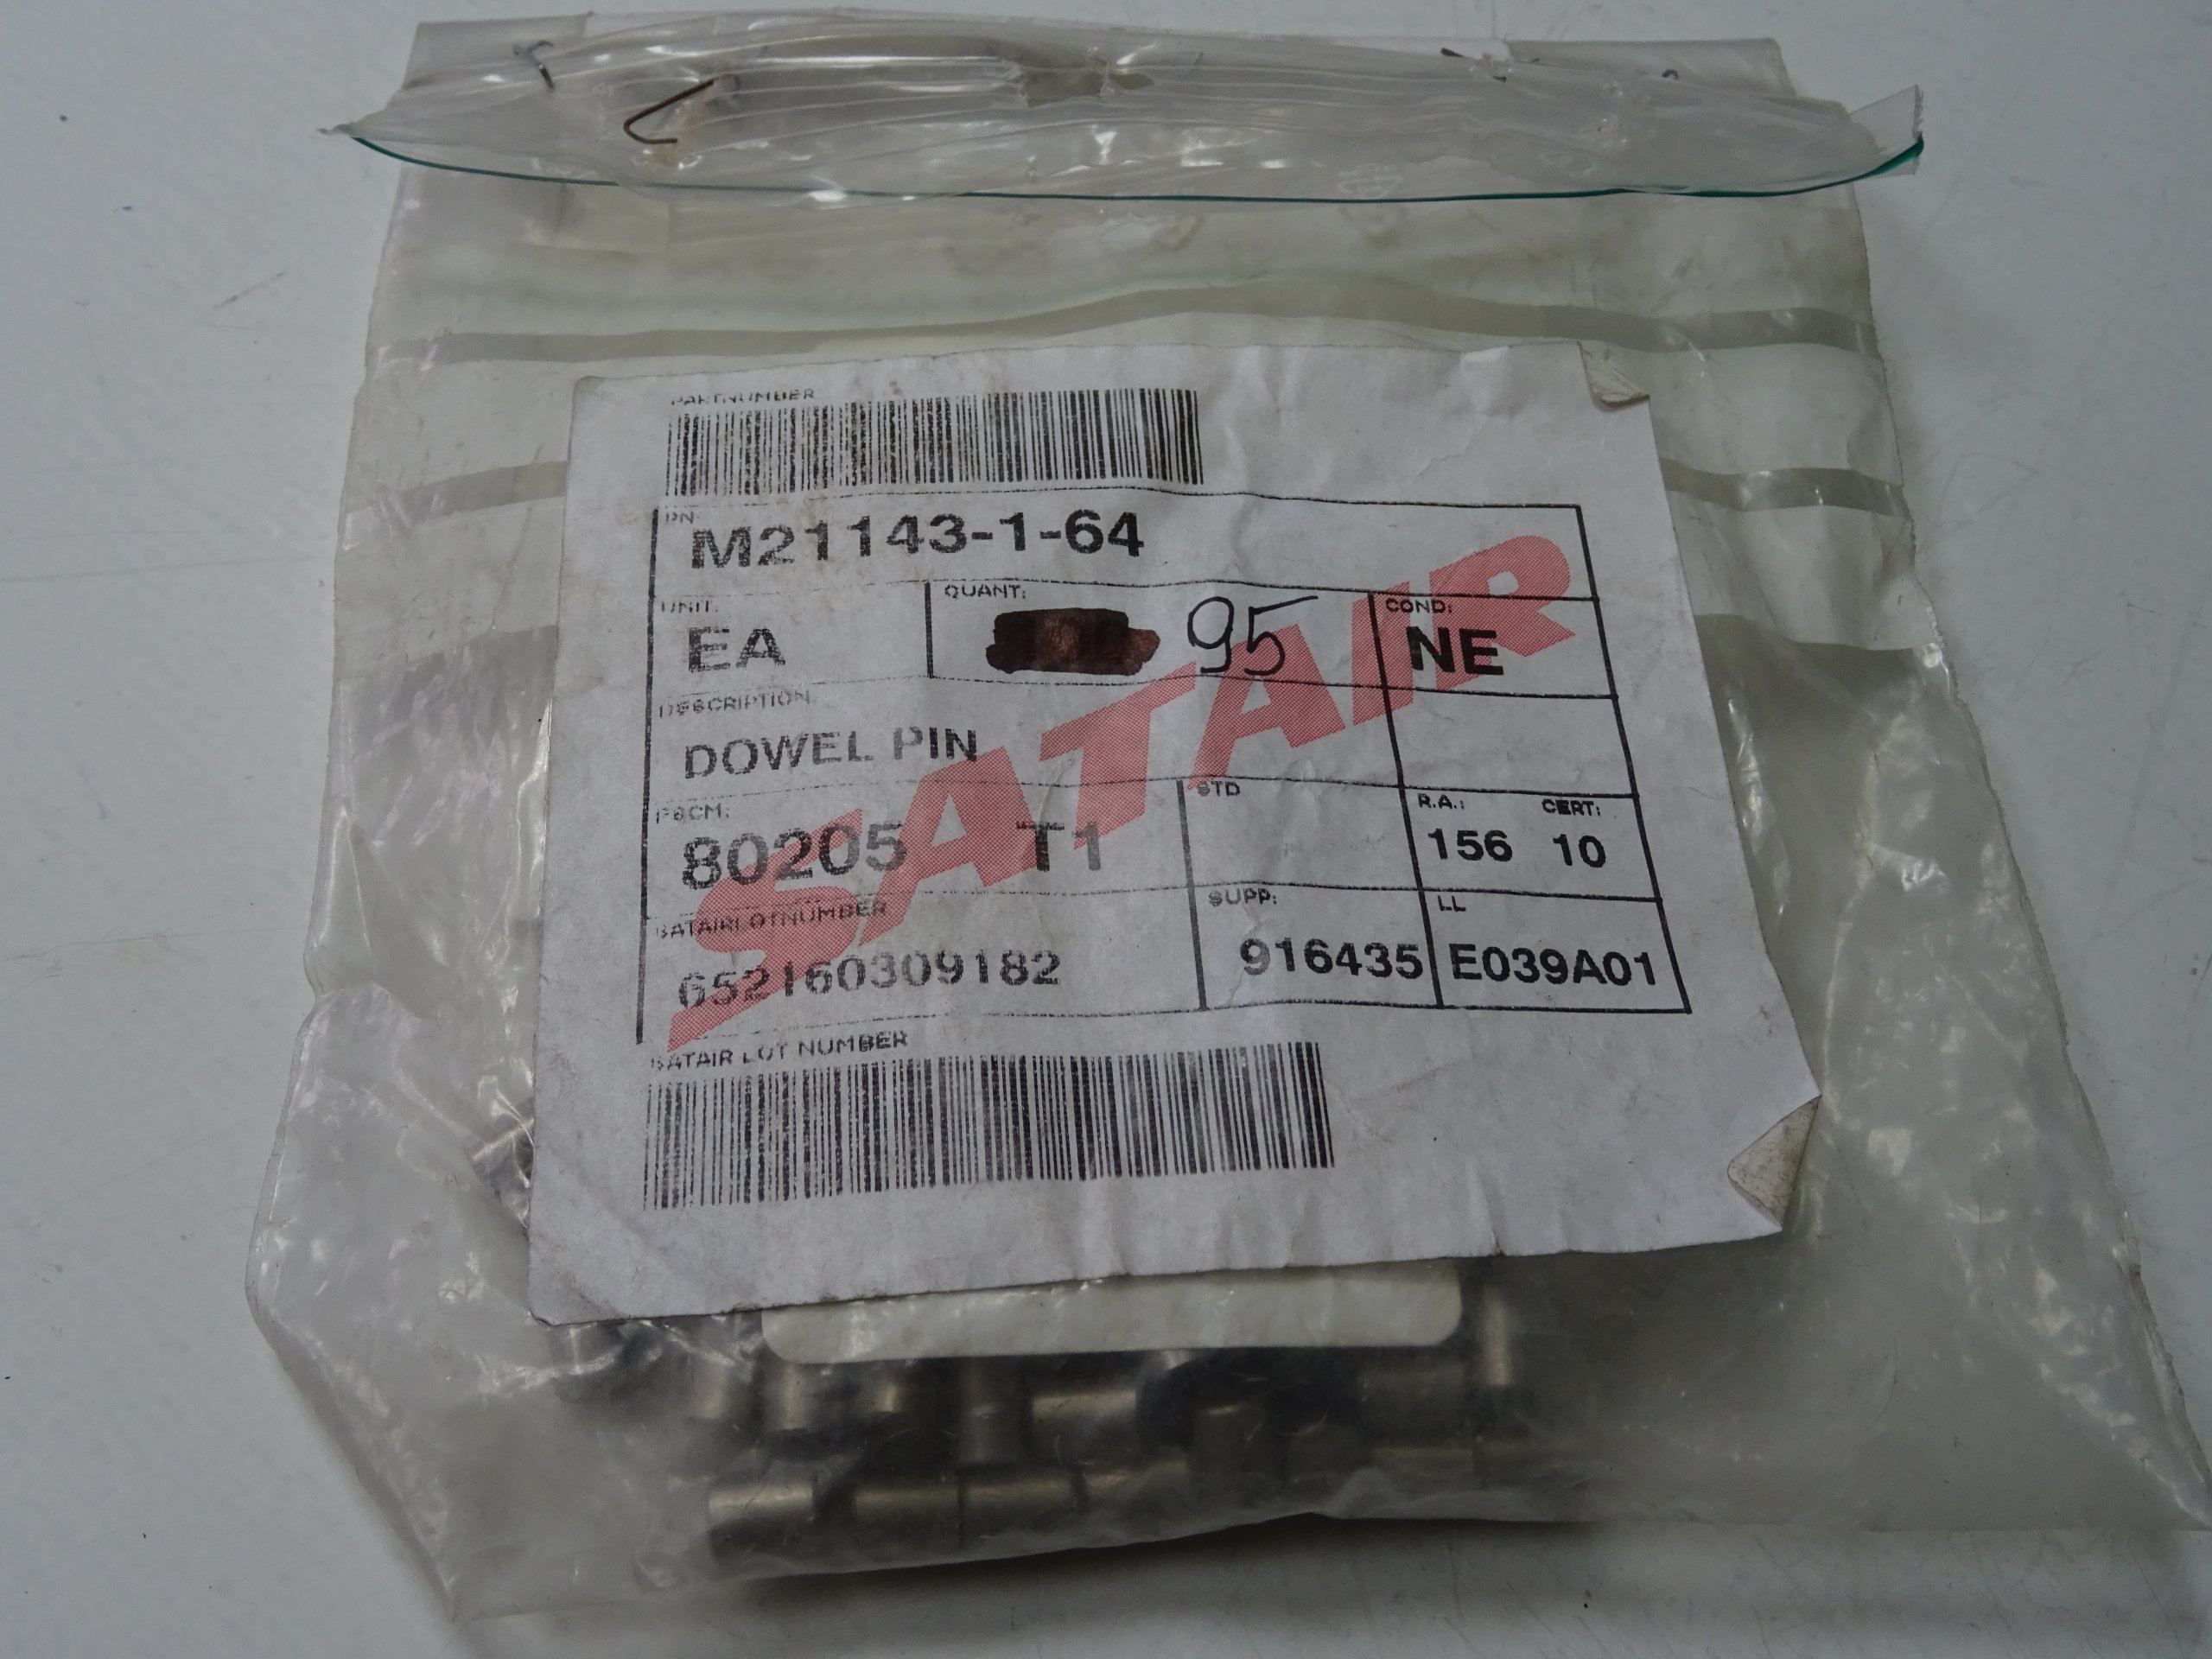 PARTNUMBER
PN:
M21143-1-64
UNIT: QUANT: COND:
EA 95 NE
DESCRIPTION:
DOWEL PIN
FSCM: STD R.A.: CERT:
80205 T1 156 10
SATAIRLOTNUMBER SUPP: LL
652160309182 916435 E039A01
SATAIR LOT NUMBER
SATAIR